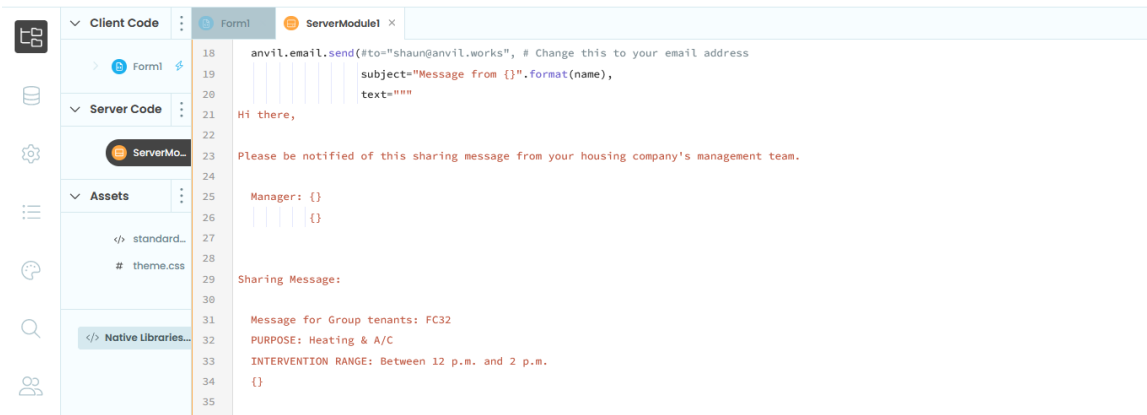 Client Code
Form1
Server Code
ServerMo...
Assets
</> standard...
# theme.css
</> Native Libraries...
Form1
ServerModule1 ×
18 anvil.email.send(#to="shaun@anvil.works", # Change this to your email address
19 subject="Message from {}".format(name),
20 text="""
21 Hi there,
22
23 Please be notified of this sharing message from your housing company's management team.
24
25 Manager: {}
26 {}
27
28
29 Sharing Message:
30
31 Message for Group tenants: FC32
32 PURPOSE: Heating & A/C
33 INTERVENTION RANGE: Between 12 p.m. and 2 p.m.
34 {}
35